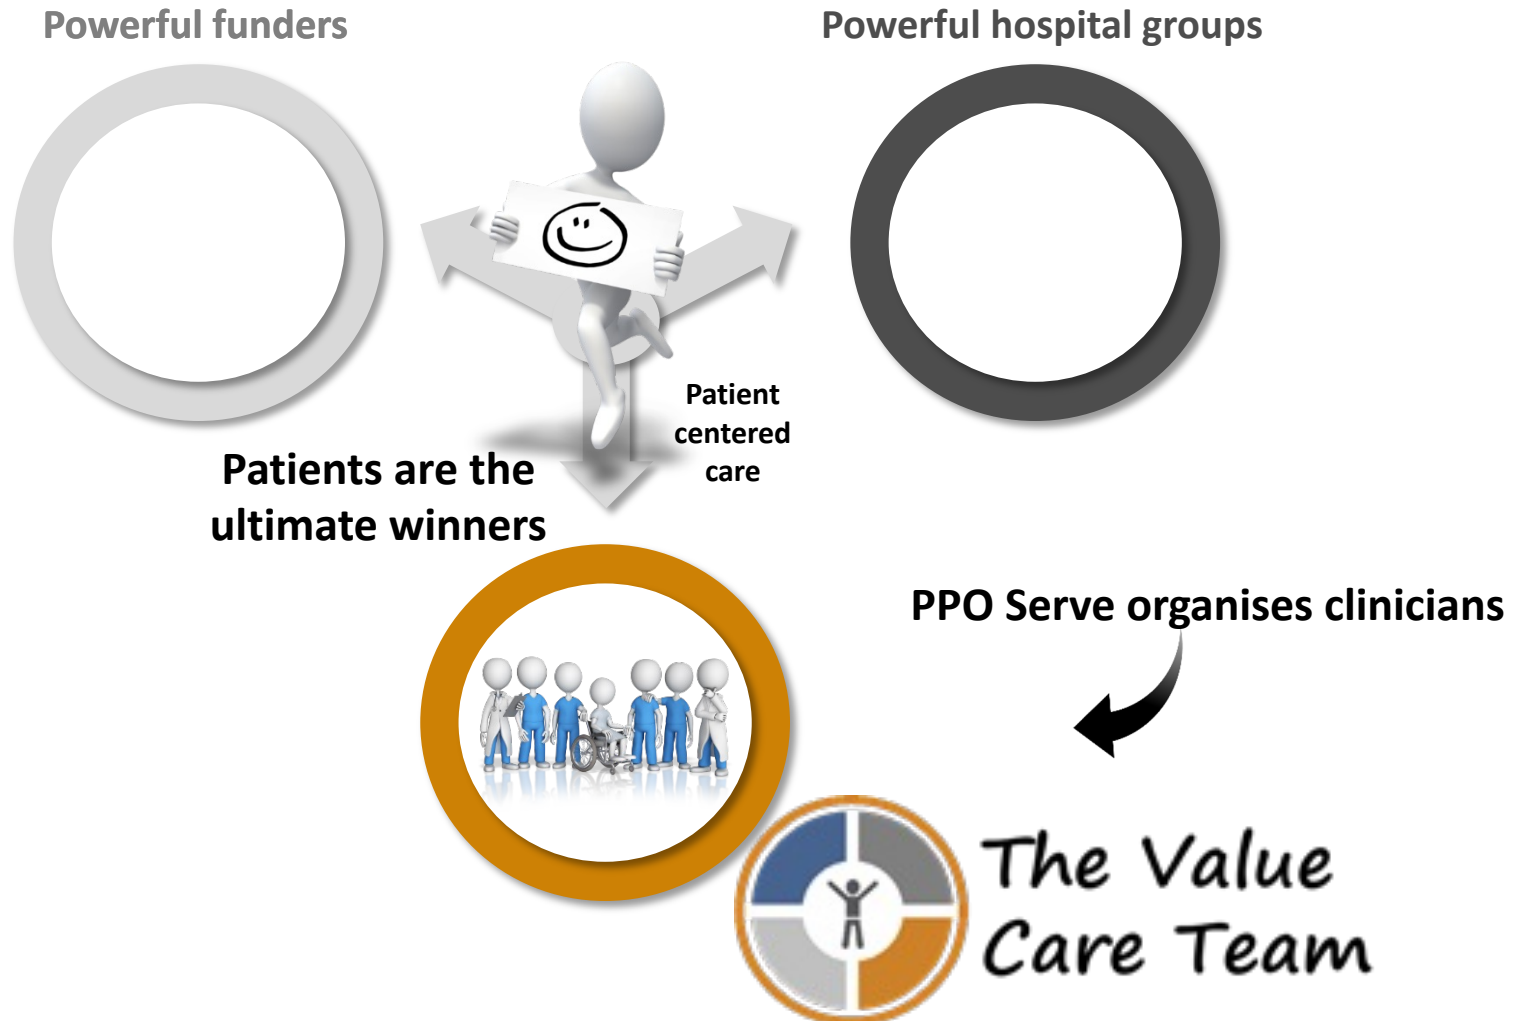 Powerful funders
Powerful hospital groups
Patient
centered
care
Patients are the
ultimate winners
PPO Serve organises clinicians
The Value
Care Team